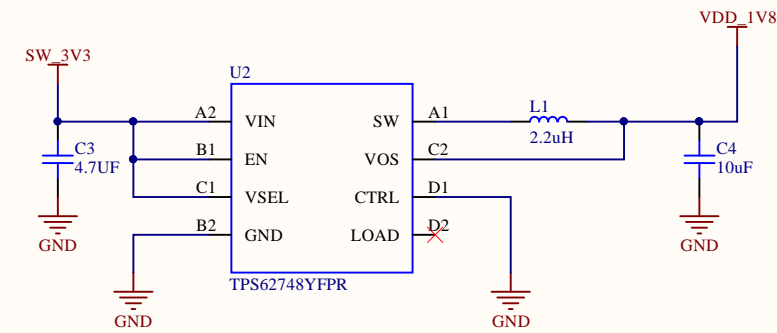 VDD_1V8
SW_3V3
U2
A2 VIN SW A1 L1
2.2uH
C3
4.7UF
B1 EN VOS C2
C4
10uF
C1 VSEL CTRL D1
B2 GND LOAD D2
GND
GND
TPS62748YFPR
GND
GND